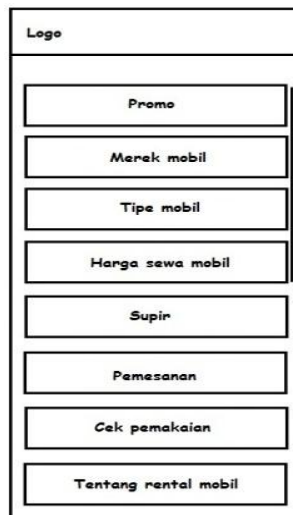 Logo
Promo
Merek mobil
Tipe mobil
Harga sewa mobil
Supir
Pemesanan
Cek pemakaian
Tentang rental mobil